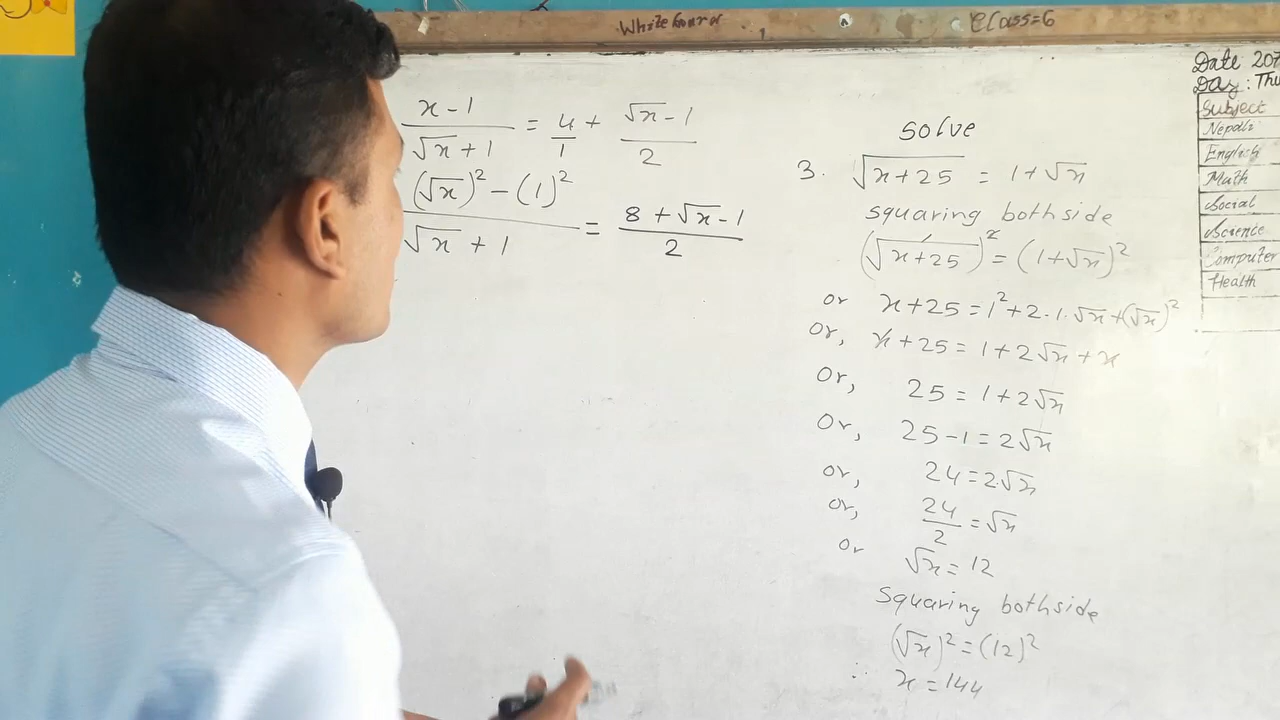 Whiteboard 1 Class=6
x-1/√x+1 = 4/1 + √x-1/2
(√x)²-(1)²/√x+1 = 8+√x-1/2
solve
3. √x+25 = 1+√x
squaring bothside
(√x+25)² = (1+√x)²
or x+25=1²+2.1.√x+(√x)²
or, x+25=1+2√x+x
Or, 25=1+2√x
Or, 25-1=2√x
or, 24=2√x
or, 24/2=√x
or √x=12
Squaring bothside
(√x)²=(12)²
∴ x=144
Date 207
Day: Thu
Subject
Nepali
English
Math
Social
Science
Computer
Health